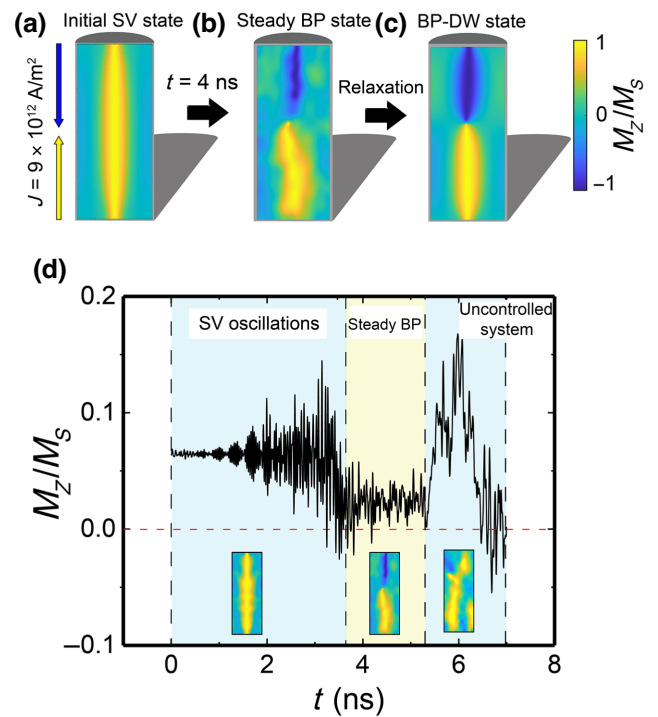 (a) Initial SV state
(b) Steady BP state
(c) BP-DW state
J = 9 × 10¹² A/m²
t = 4 ns
Relaxation
1
0
−1
M_Z/M_S
(d)
0.2
0.1
0.0
−0.1
M_Z/M_S
SV oscillations
Steady BP
Uncontrolled
system
0 2 4 6 8
t (ns)